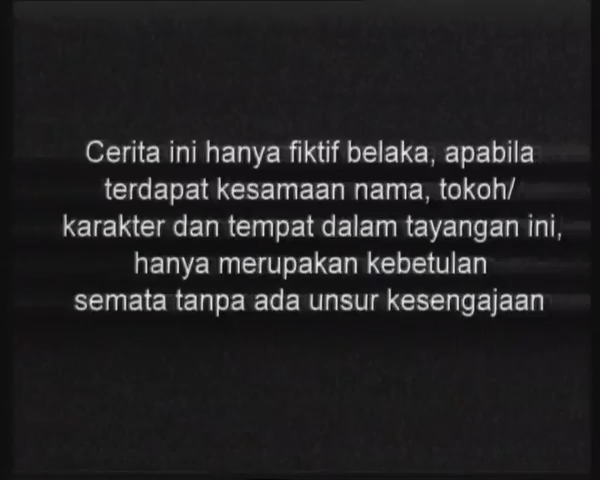 Cerita ini hanya fiktif belaka, apabila
terdapat kesamaan nama, tokoh/
karakter dan tempat dalam tayangan ini,
hanya merupakan kebetulan
semata tanpa ada unsur kesengajaan